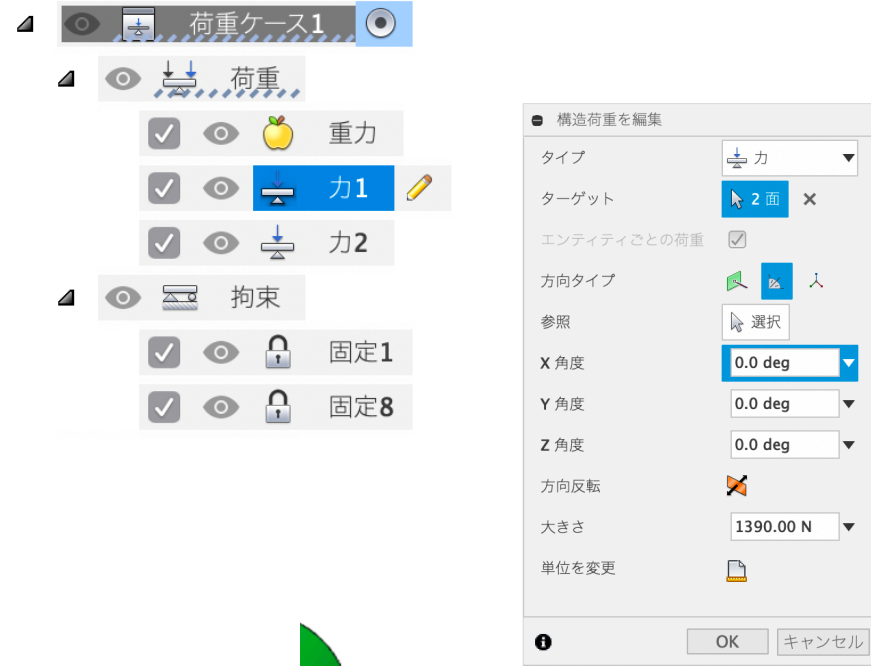 荷重ケース1
荷重
重力
力1
力2
拘束
固定1
固定8
構造荷重を編集
タイプ 力
ターゲット 2 面
エンティティごとの荷重
方向タイプ
参照 選択
X 角度 0.0 deg
Y 角度 0.0 deg
Z 角度 0.0 deg
方向反転
大きさ 1390.00 N
単位を変更
OK キャンセル